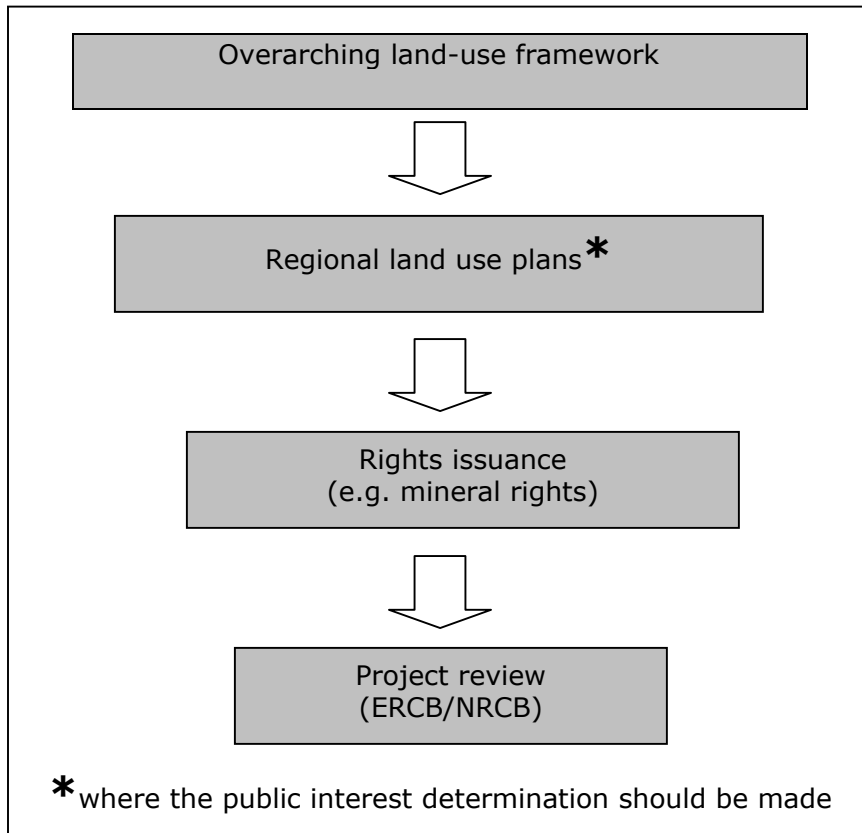 Overarching land-use framework
Regional land use plans*
Rights issuance
(e.g. mineral rights)
Project review
(ERCB/NRCB)
*where the public interest determination should be made